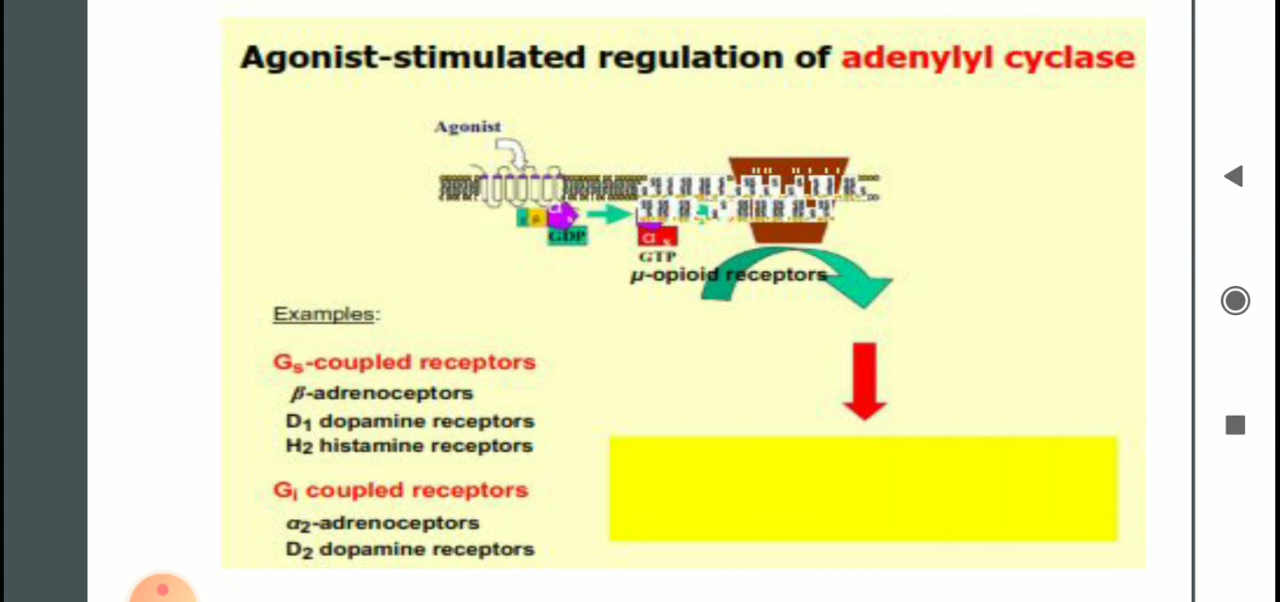 Agonist-stimulated regulation of adenylyl cyclase
Agonist
β
GDP
α s
GTP
μ-opioid receptors
Examples:
Gs-coupled receptors
β-adrenoceptors
D1 dopamine receptors
H2 histamine receptors
Gi coupled receptors
α2-adrenoceptors
D2 dopamine receptors